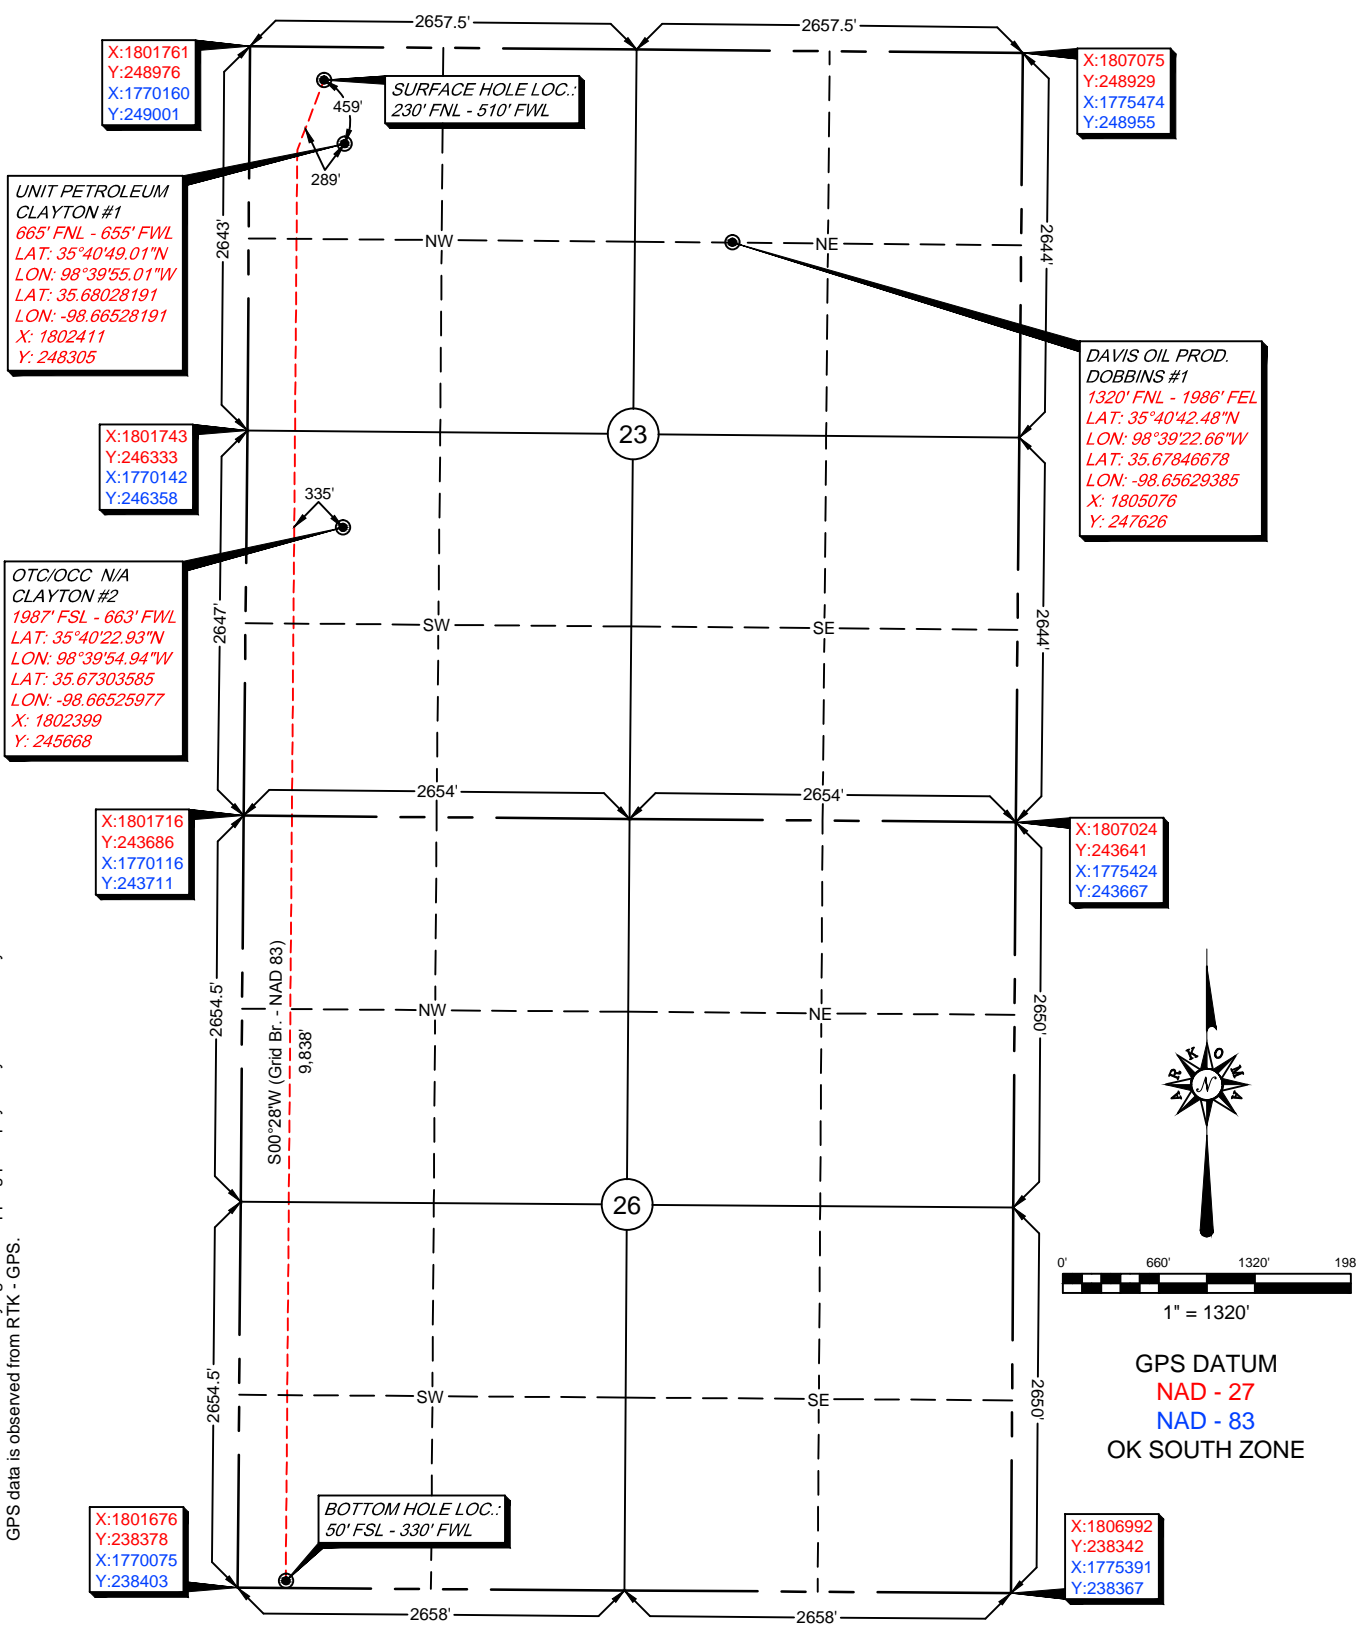 2657.5'
2657.5'
X:1801761
Y:248976
X:1770160
Y:249001
X:1807075
Y:248929
X:1775474
Y:248955
SURFACE HOLE LOC.:
230' FNL - 510' FWL
459'
289'
UNIT PETROLEUM
CLAYTON #1
665' FNL - 655' FWL
LAT: 35°40'49.01"N
LON: 98°39'55.01"W
LAT: 35.68028191
LON: -98.66528191
X: 1802411
Y: 248305
2643'
NW
NE
2644'
DAVIS OIL PROD.
DOBBINS #1
1320' FNL - 1986' FEL
LAT: 35°40'42.48"N
LON: 98°39'22.66"W
LAT: 35.67846678
LON: -98.65629385
X: 1805076
Y: 247626
X:1801743
Y:246333
X:1770142
Y:246358
23
335'
OTC/OCC N/A
CLAYTON #2
1987' FSL - 663' FWL
LAT: 35°40'22.93"N
LON: 98°39'54.94"W
LAT: 35.67303585
LON: -98.66525977
X: 1802399
Y: 245668
2647'
SW
SE
2644'
2654'
2654'
X:1801716
Y:243686
X:1770116
Y:243711
X:1807024
Y:243641
X:1775424
Y:243667
S00°28'W (Grid Br. - NAD 83)
9,838'
2654.5'
NW
NE
2650'
A R K O M A
N
26
GPS data is observed from RTK - GPS.
0' 660' 1320' 198
1" = 1320'
GPS DATUM
NAD - 27
NAD - 83
OK SOUTH ZONE
2654.5'
SW
SE
2650'
BOTTOM HOLE LOC.:
50' FSL - 330' FWL
X:1801676
Y:238378
X:1770075
Y:238403
X:1806992
Y:238342
X:1775391
Y:238367
2658'
2658'